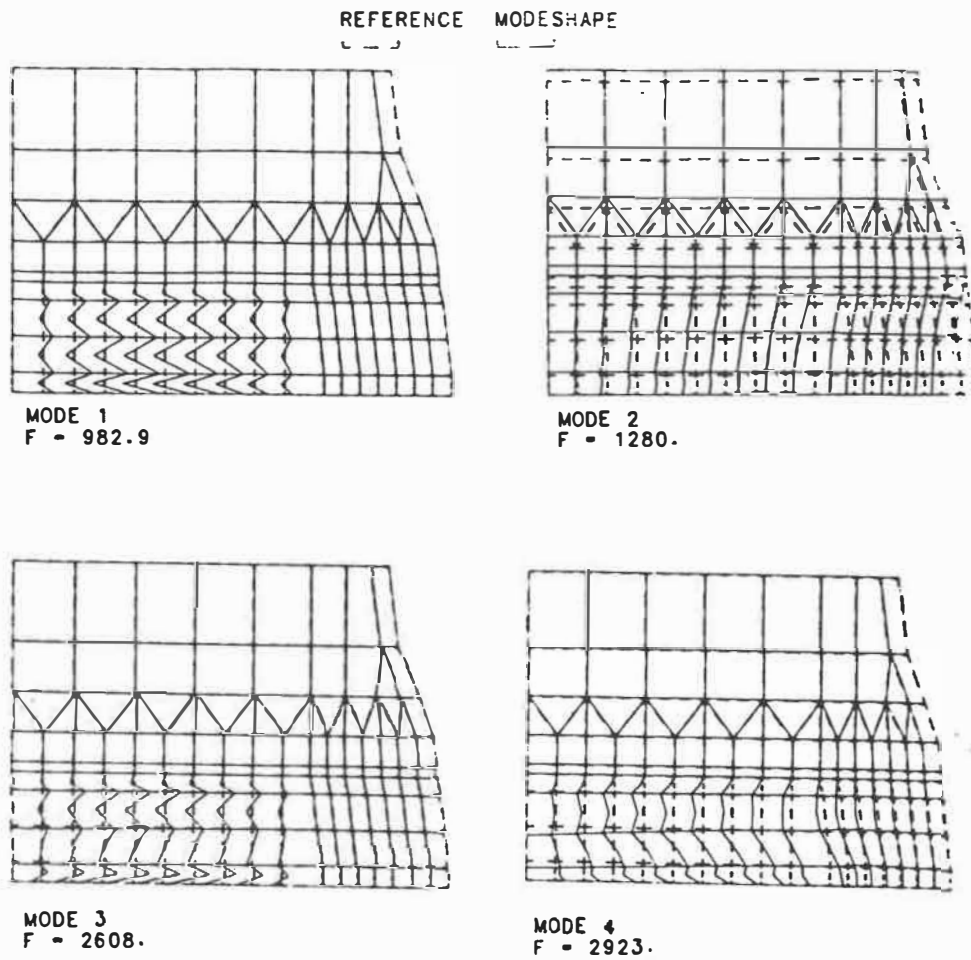 REFERENCE MODESHAPE
MODE 1
F = 982.9
MODE 2
F = 1280.
MODE 3
F = 2608.
MODE 4
F = 2923.